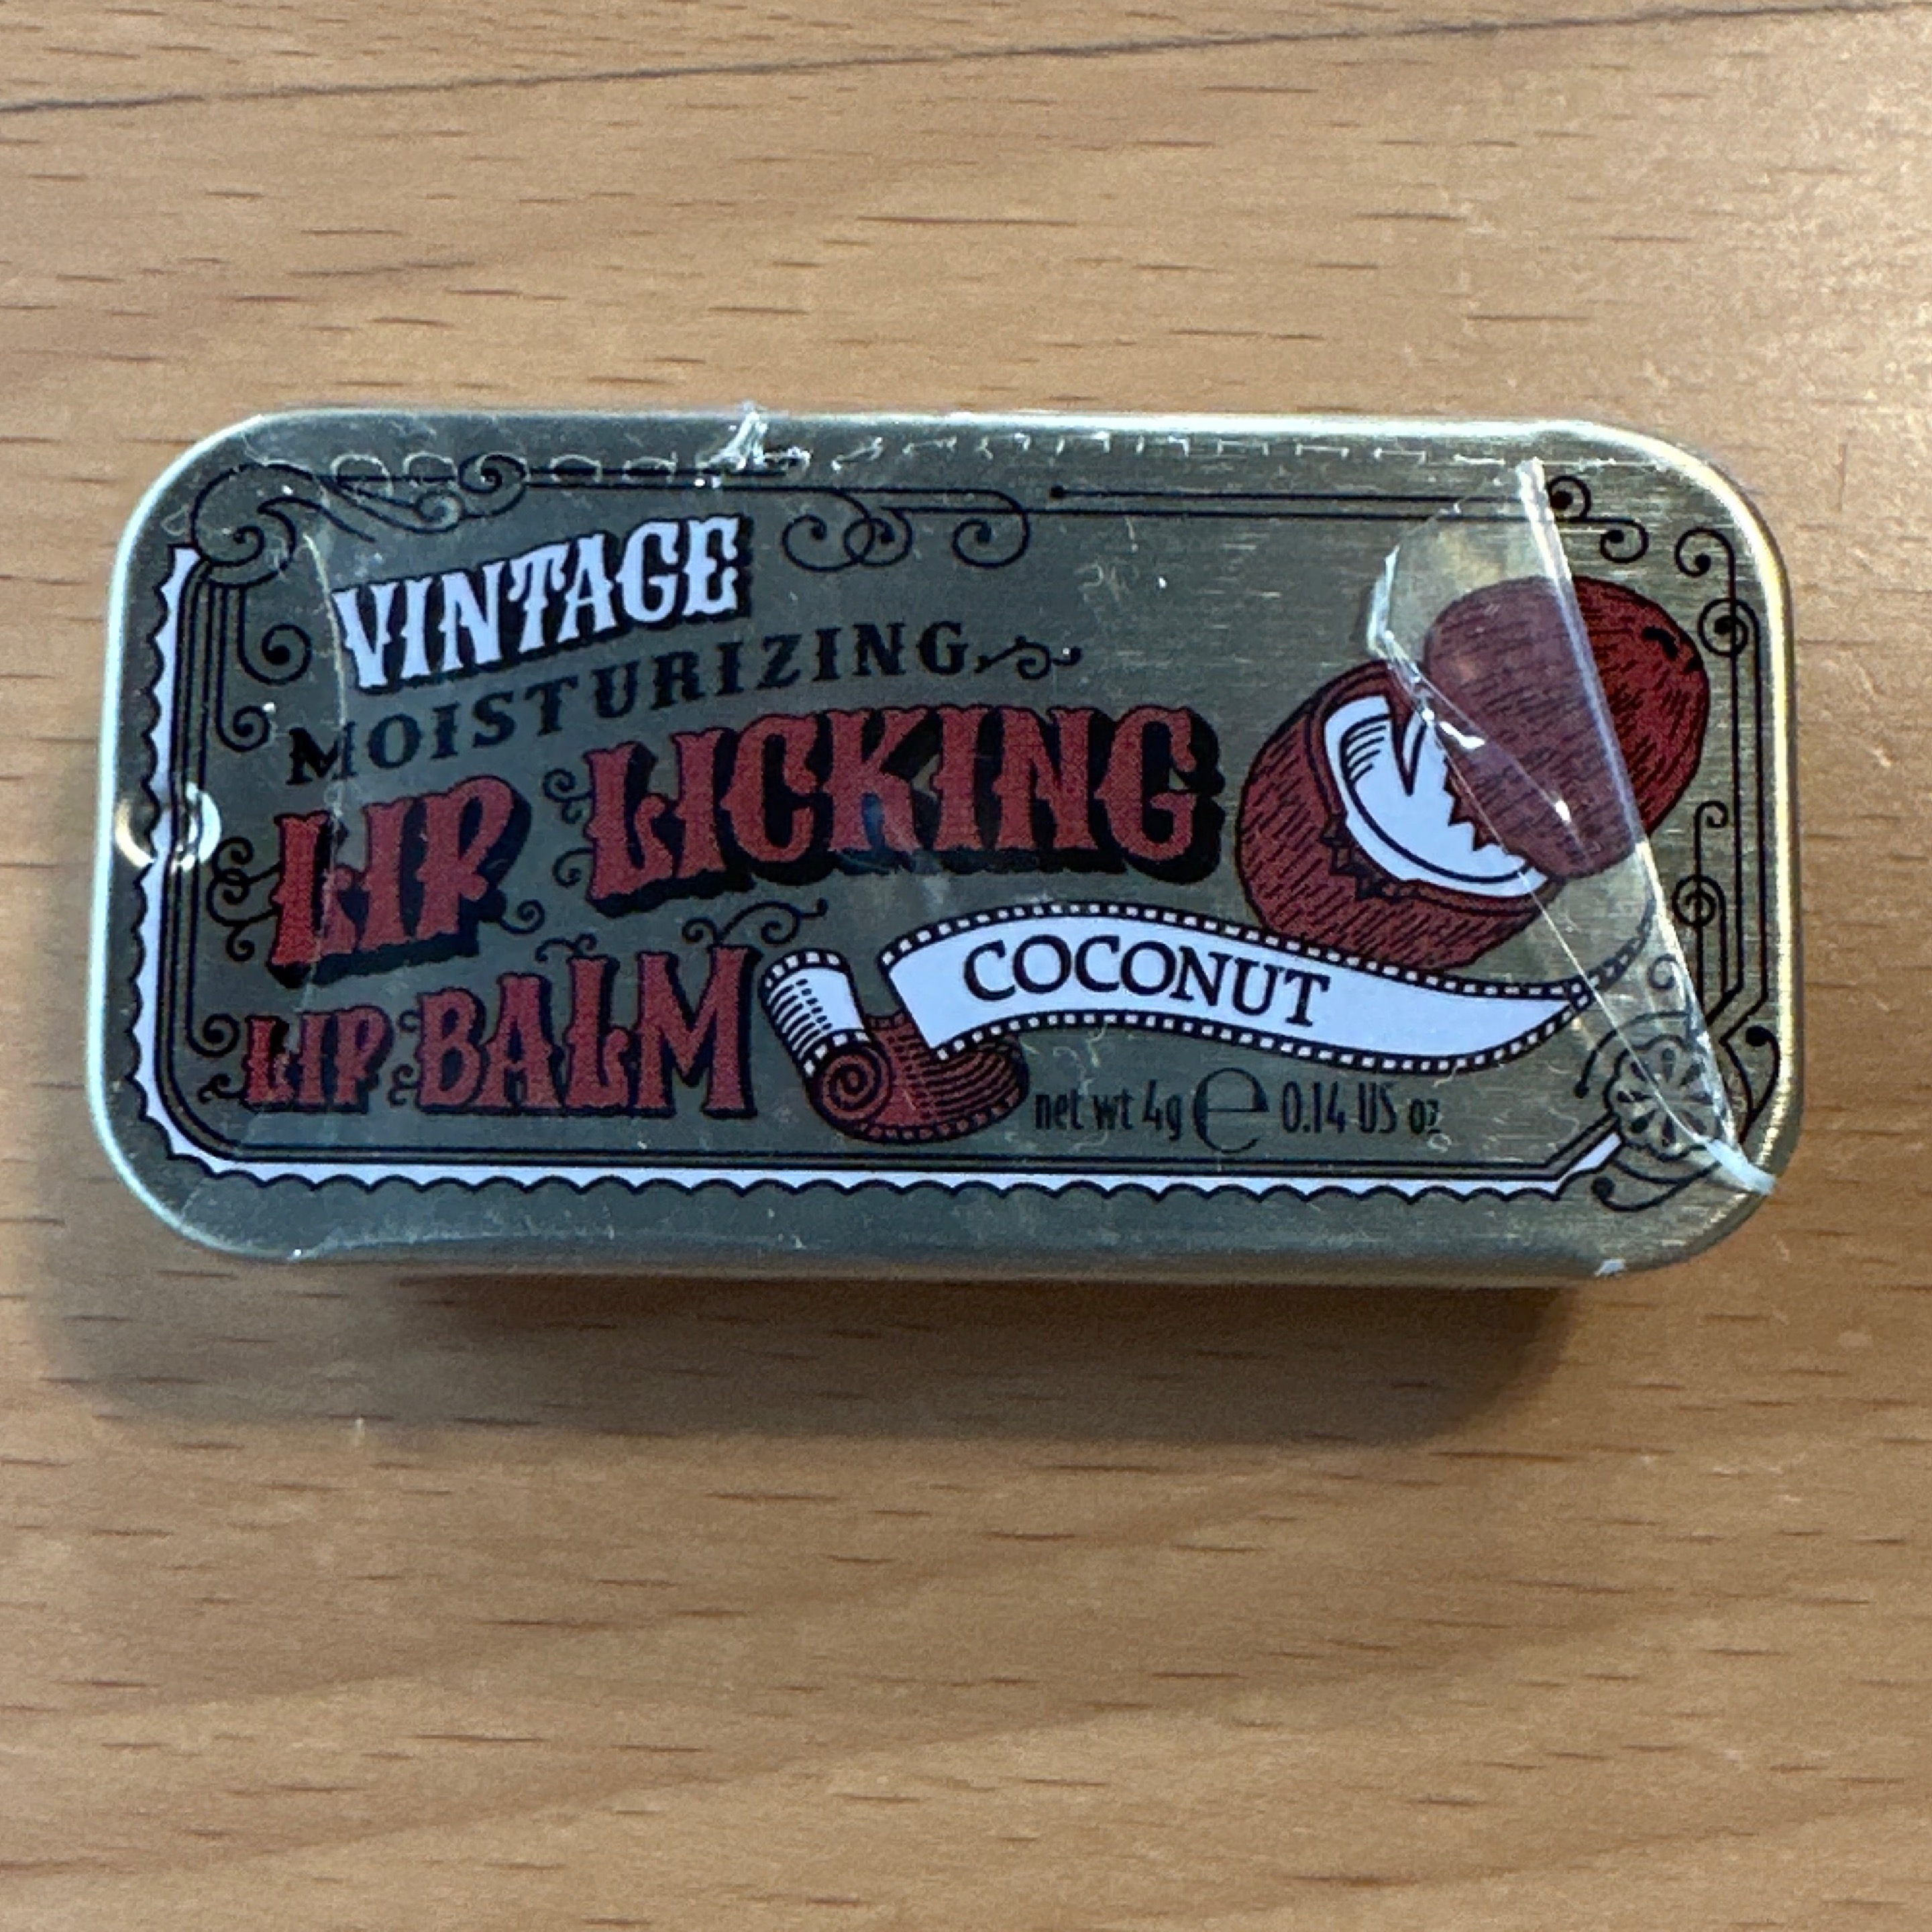 VINTAGE
MOISTURIZING
LIP LICKING
LIP BALM
COCONUT
net wt 4g ℮ 0.14 US oz